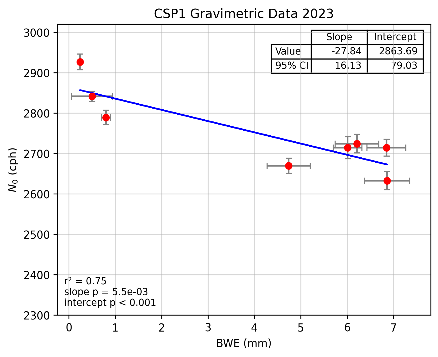 CSP1 Gravimetric Data 2023
Slope Intercept
Value -27.84 2863.69
95% CI 16.13 79.03
3000
2900
2800
2700
2600
2500
2400
2300
N₀ (cph)
r² = 0.75
slope p = 5.5e-03
intercept p < 0.001
0 1 2 3 4 5 6 7
BWE (mm)